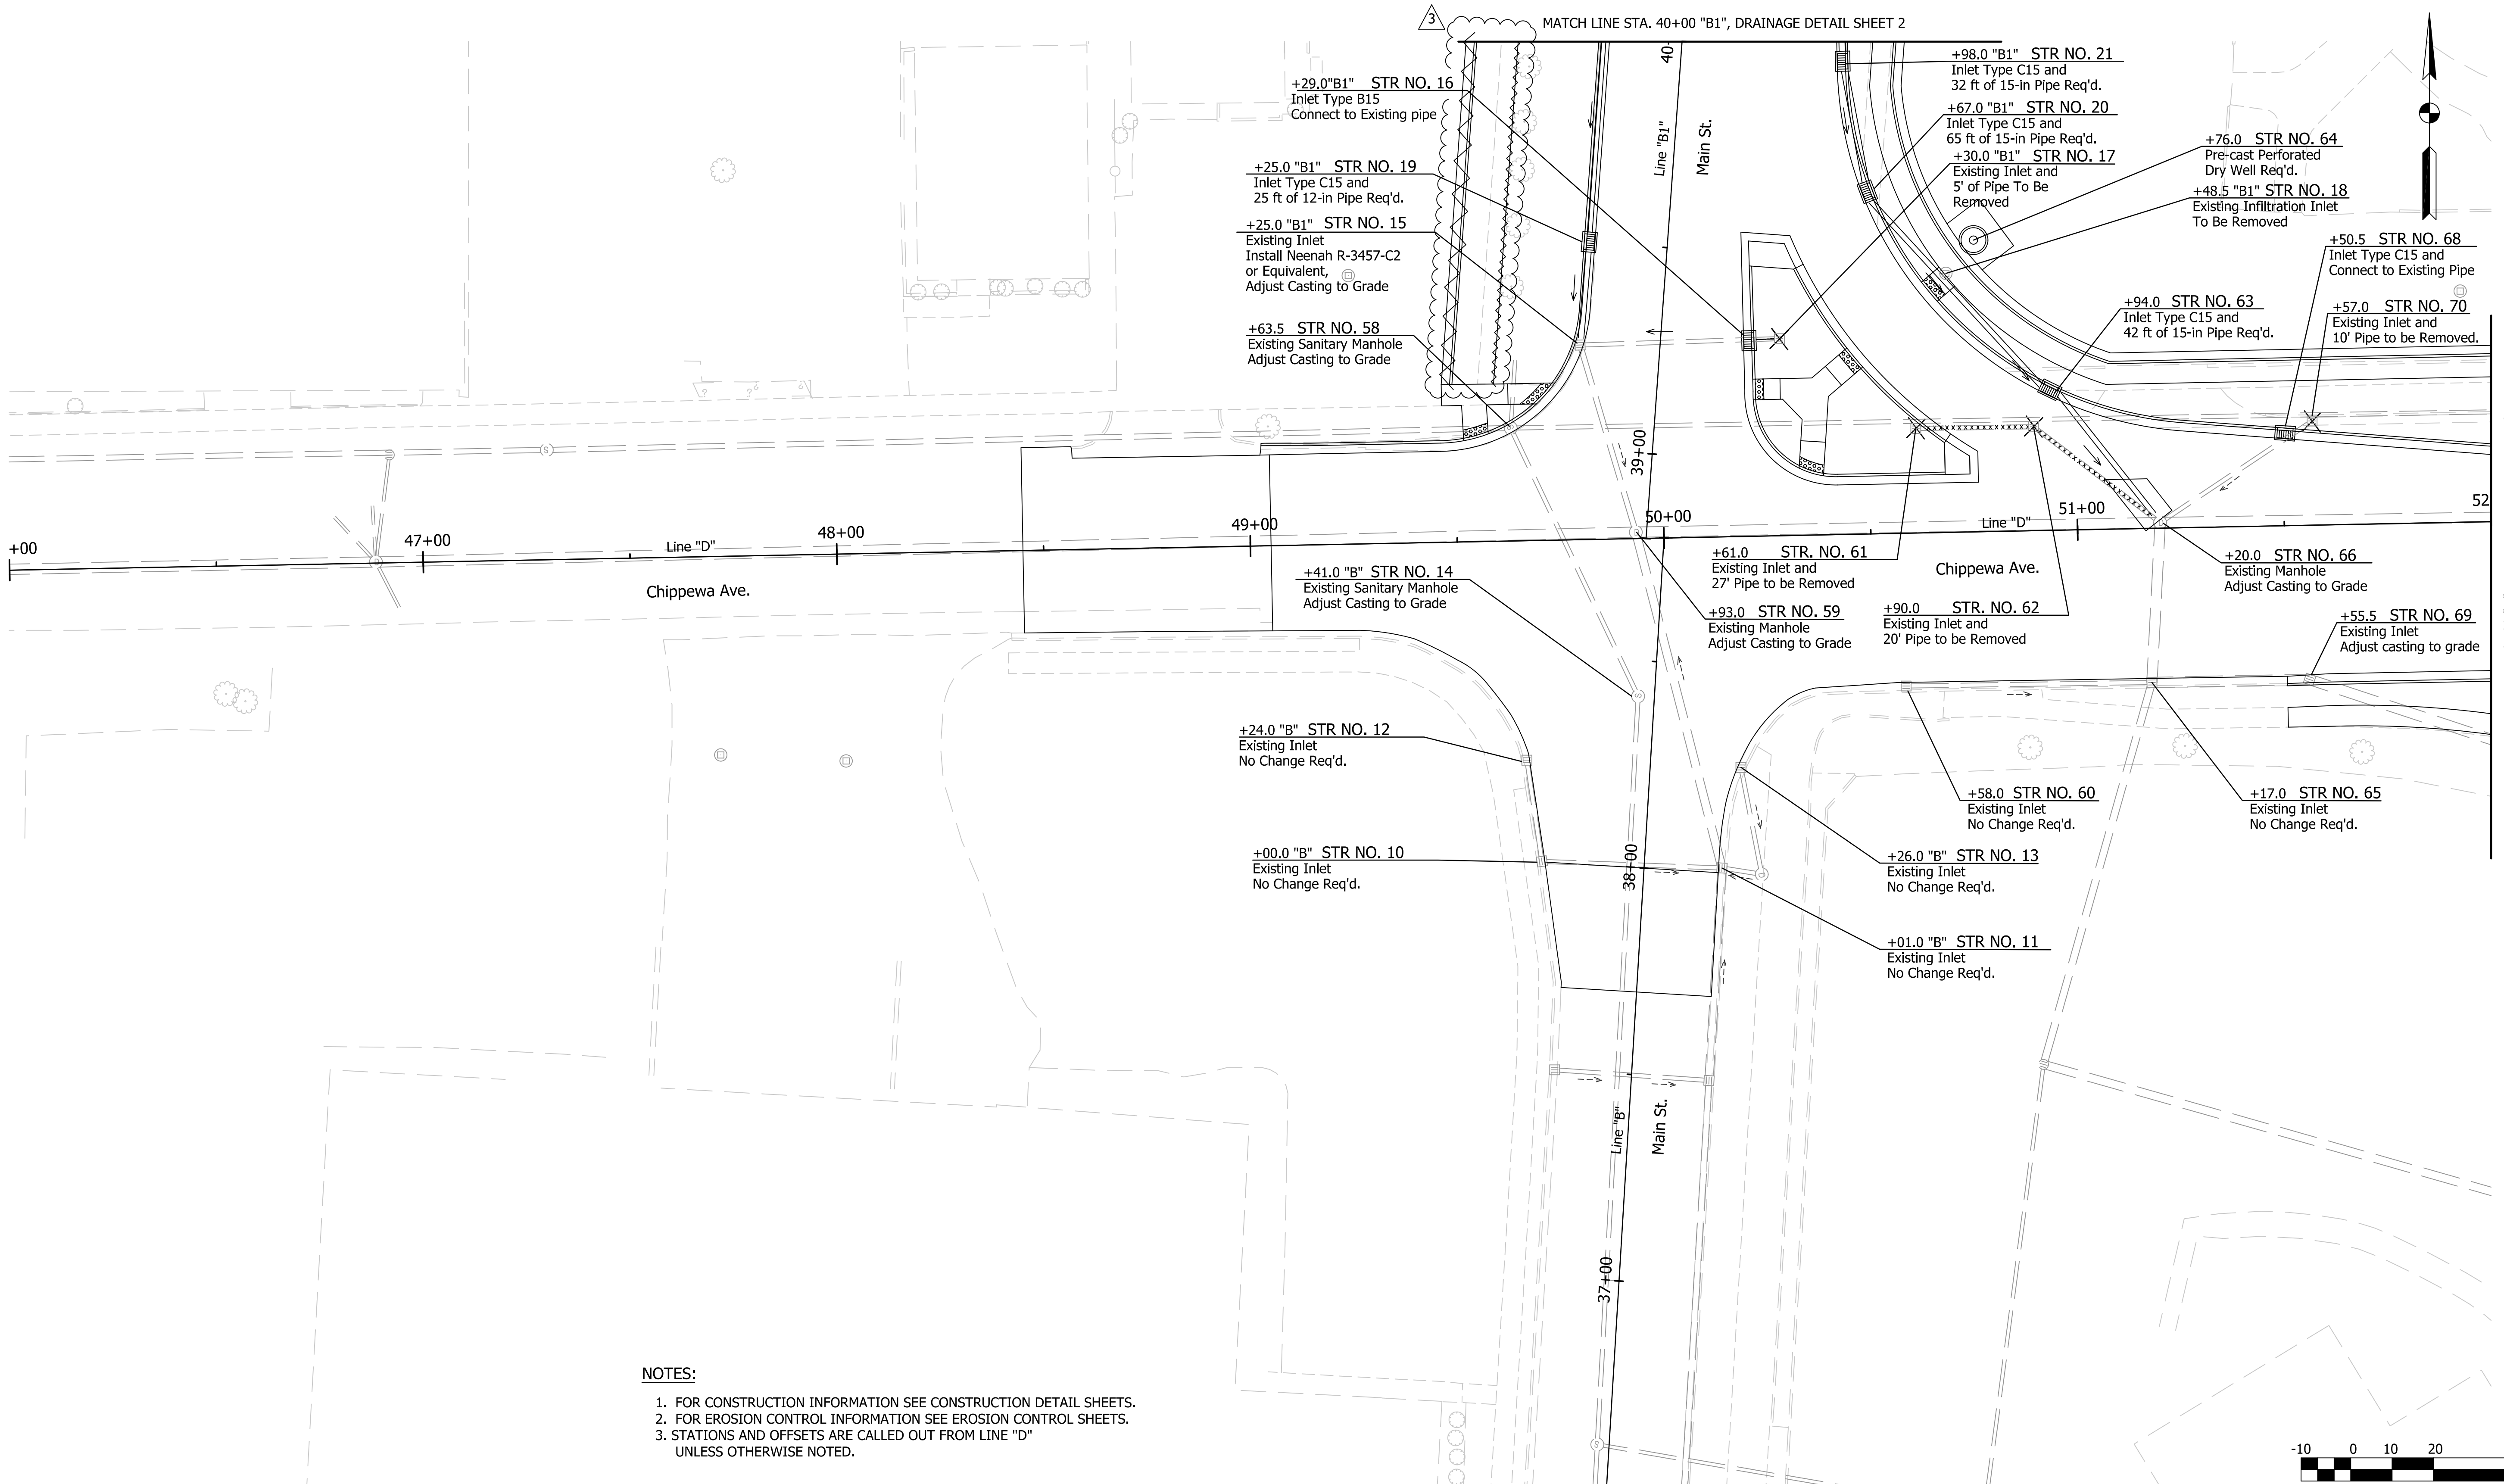 3
MATCH LINE STA. 40+00 "B1", DRAINAGE DETAIL SHEET 2
+29.0"B1" STR NO. 16
Inlet Type B15
Connect to Existing pipe
+25.0 "B1" STR NO. 19
Inlet Type C15 and
25 ft of 12-in Pipe Req'd.
+25.0 "B1" STR NO. 15
Existing Inlet
Install Neenah R-3457-C2
or Equivalent,
Adjust Casting to Grade
+63.5 STR NO. 58
Existing Sanitary Manhole
Adjust Casting to Grade
40
Line "B1"
Main St.
+98.0 "B1" STR NO. 21
Inlet Type C15 and
32 ft of 15-in Pipe Req'd.
+67.0 "B1" STR NO. 20
Inlet Type C15 and
65 ft of 15-in Pipe Req'd.
+30.0 "B1" STR NO. 17
Existing Inlet and
5' of Pipe To Be
Removed
+76.0 STR NO. 64
Pre-cast Perforated
Dry Well Req'd.
+48.5 "B1" STR NO. 18
Existing Infiltration Inlet
To Be Removed
+50.5 STR NO. 68
Inlet Type C15 and
Connect to Existing Pipe
+94.0 STR NO. 63
Inlet Type C15 and
42 ft of 15-in Pipe Req'd.
+57.0 STR NO. 70
Existing Inlet and
10' Pipe to be Removed.
39+00
S
+00
47+00
Line "D"
48+00
49+00
50+00
Line "D"
51+00
52
Chippewa Ave.
+41.0 "B" STR NO. 14
Existing Sanitary Manhole
Adjust Casting to Grade
S
+61.0 STR. NO. 61
Existing Inlet and
27' Pipe to be Removed
+93.0 STR NO. 59
Existing Manhole
Adjust Casting to Grade
Chippewa Ave.
+90.0 STR. NO. 62
Existing Inlet and
20' Pipe to be Removed
+20.0 STR NO. 66
Existing Manhole
Adjust Casting to Grade
+55.5 STR NO. 69
Existing Inlet
Adjust casting to grade
+24.0 "B" STR NO. 12
Existing Inlet
No Change Req'd.
+58.0 STR NO. 60
Existing Inlet
No Change Req'd.
+17.0 STR NO. 65
Existing Inlet
No Change Req'd.
+00.0 "B" STR NO. 10
Existing Inlet
No Change Req'd.
38+00
+26.0 "B" STR NO. 13
Existing Inlet
No Change Req'd.
+01.0 "B" STR NO. 11
Existing Inlet
No Change Req'd.
Line "B"
Main St.
37+00
S
NOTES:
1. FOR CONSTRUCTION INFORMATION SEE CONSTRUCTION DETAIL SHEETS.
2. FOR EROSION CONTROL INFORMATION SEE EROSION CONTROL SHEETS.
3. STATIONS AND OFFSETS ARE CALLED OUT FROM LINE "D"
UNLESS OTHERWISE NOTED.
-10 0 10 20